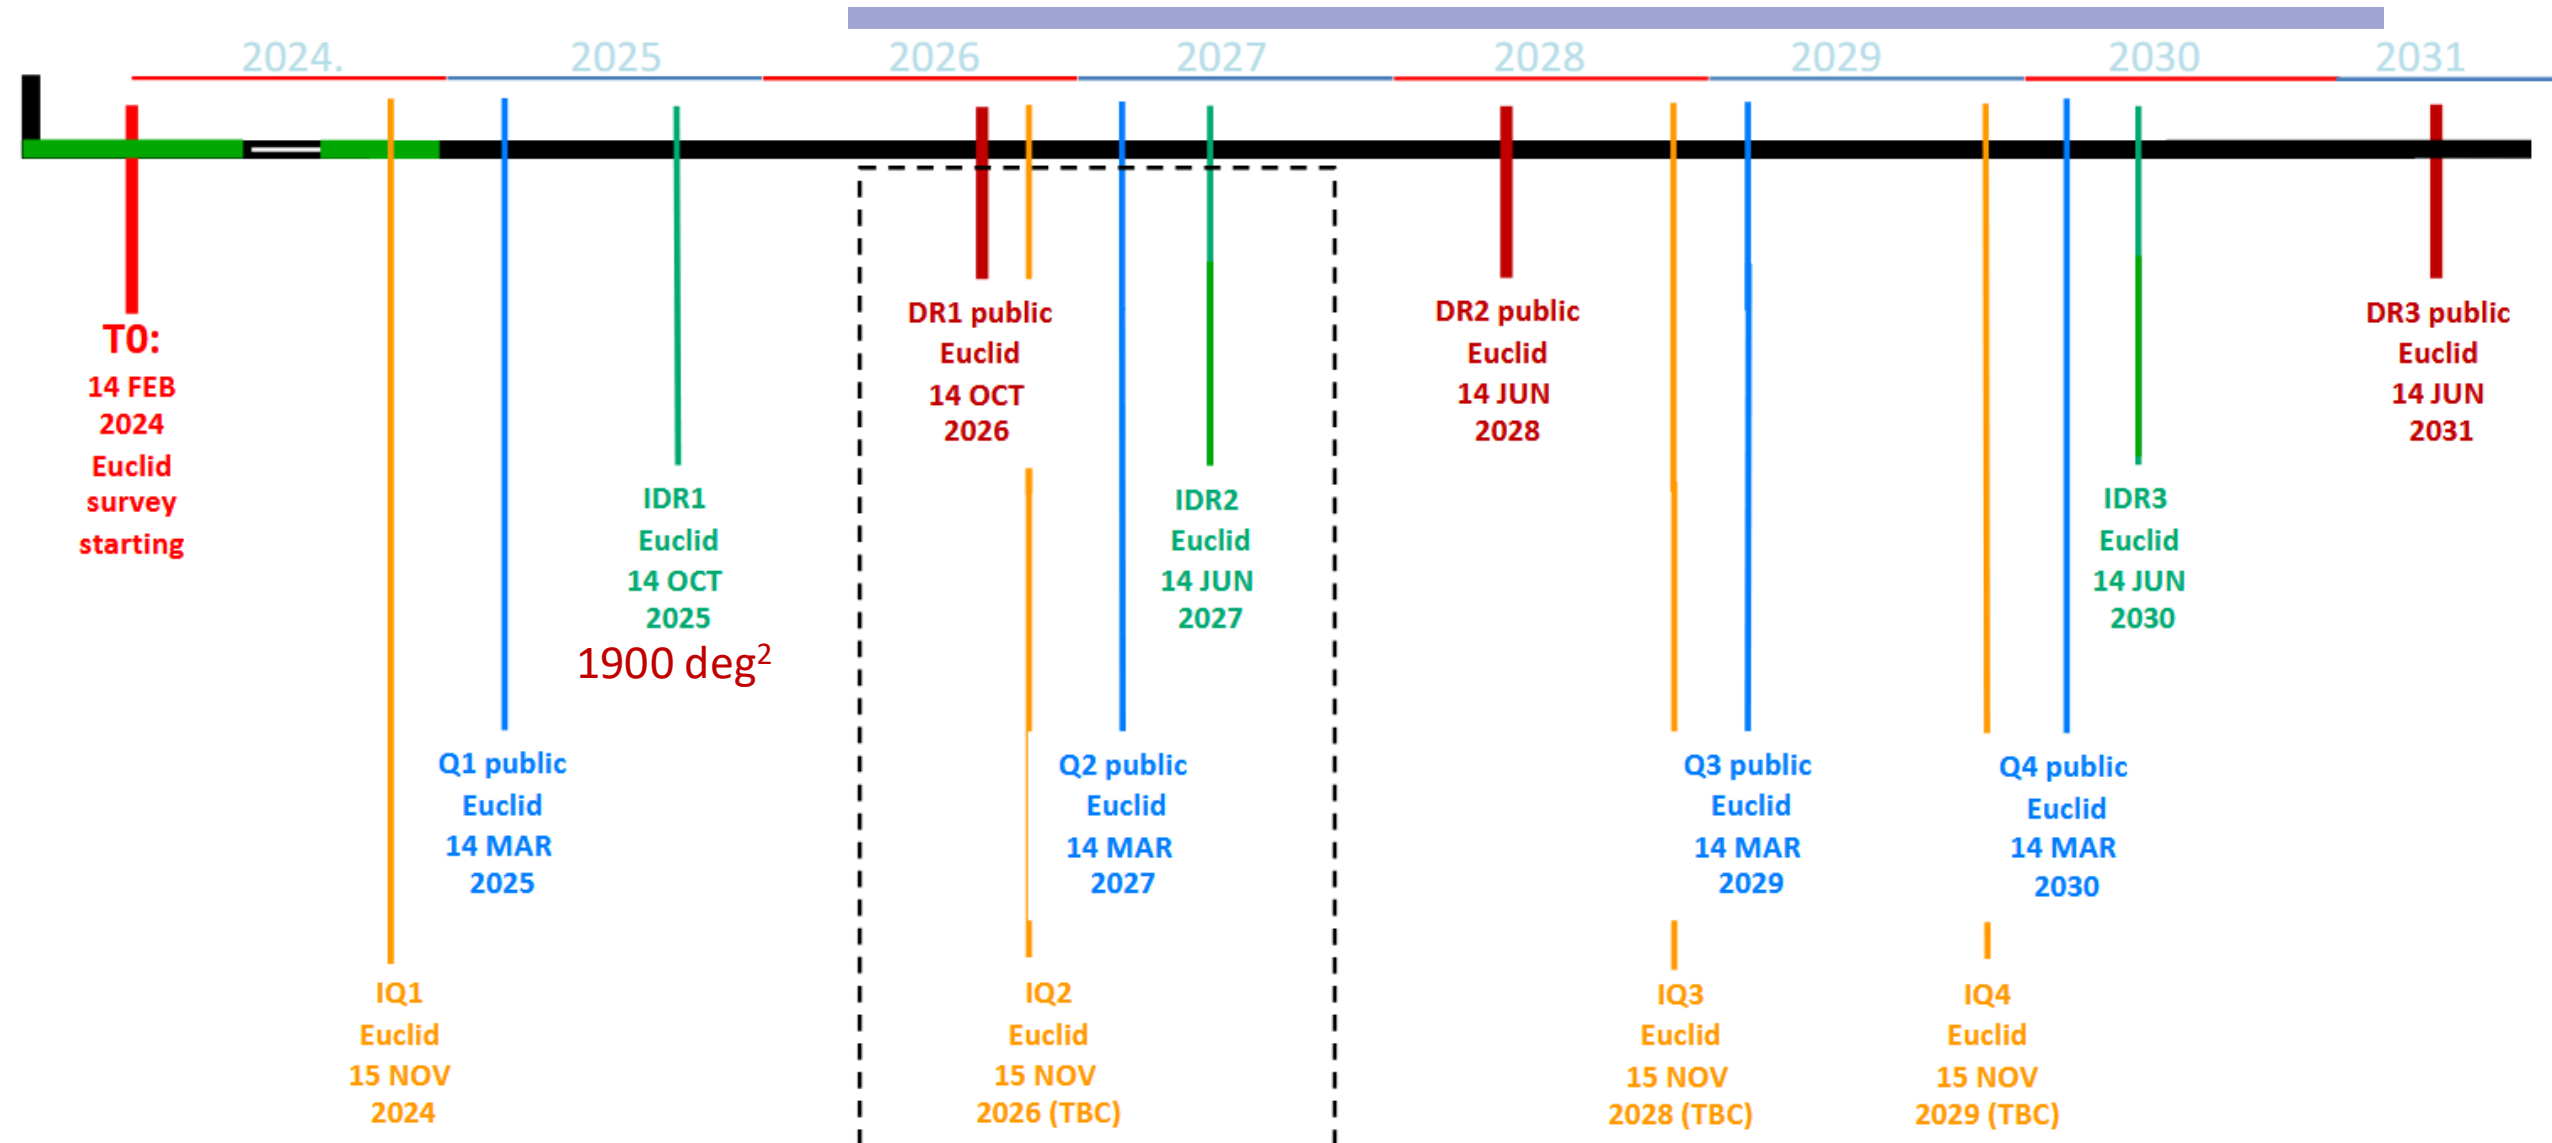 2024.
2025
2026
2027
2028
2029
2030
2031
T0:
14 FEB
2024
Euclid
survey
starting
DR1 public
Euclid
14 OCT
2026
DR2 public
Euclid
14 JUN
2028
DR3 public
Euclid
14 JUN
2031
IDR1
Euclid
14 OCT
2025
1900 deg²
IDR2
Euclid
14 JUN
2027
IDR3
Euclid
14 JUN
2030
Q1 public
Euclid
14 MAR
2025
Q2 public
Euclid
14 MAR
2027
Q3 public
Euclid
14 MAR
2029
Q4 public
Euclid
14 MAR
2030
IQ1
Euclid
15 NOV
2024
IQ2
Euclid
15 NOV
2026 (TBC)
IQ3
Euclid
15 NOV
2028 (TBC)
IQ4
Euclid
15 NOV
2029 (TBC)